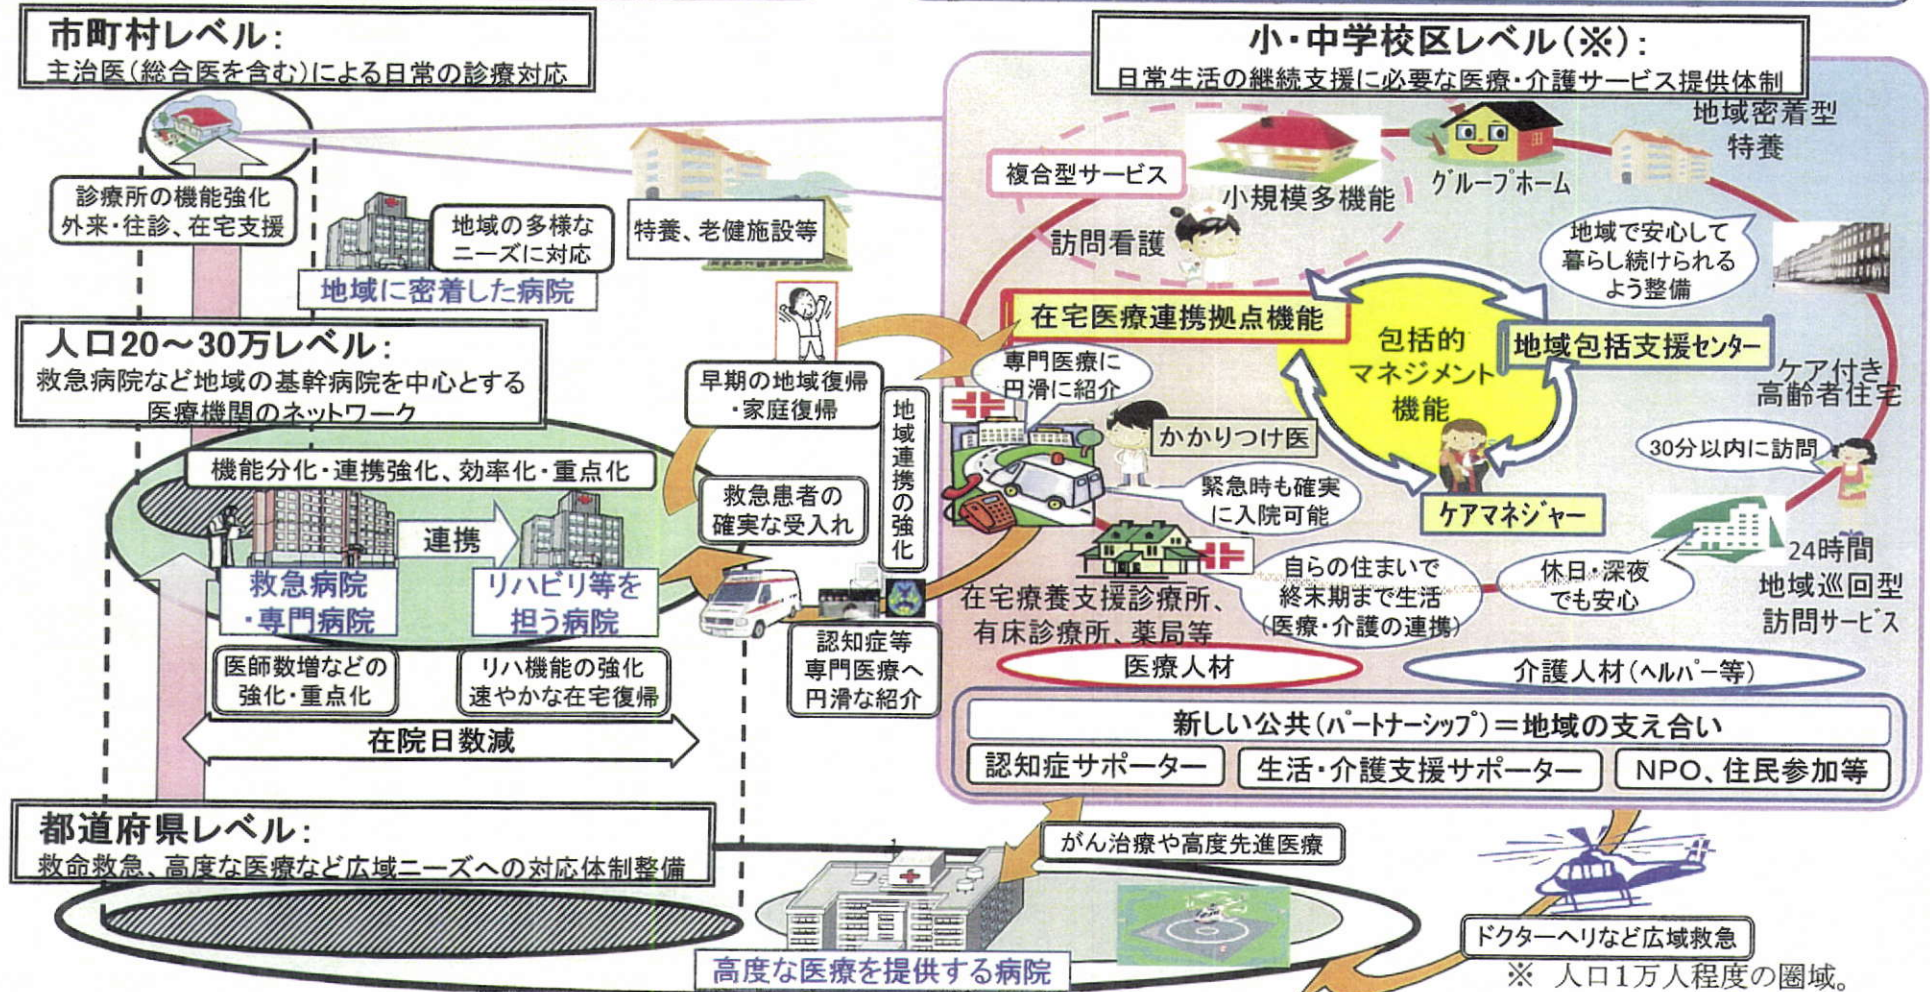 市町村レベル:
主治医(総合医を含む)による日常の診療対応
診療所の機能強化
外来・往診、在宅支援
地域の多様な
ニーズに対応
地域に密着した病院
特養、老健施設等
人口20～30万レベル:
救急病院など地域の基幹病院を中心とする
医療機関のネットワーク
早期の地域復帰
・家庭復帰
地域連携の強化
機能分化・連携強化、効率化・重点化
救急患者の
確実な受入れ
連携
救急病院
・専門病院
リハビリ等を
担う病院
医師数増などの
強化・重点化
リハ機能の強化
速やかな在宅復帰
認知症等
専門医療へ
円滑な紹介
在院日数減
都道府県レベル:
救命救急、高度な医療など広域ニーズへの対応体制整備
がん治療や高度先進医療
高度な医療を提供する病院
ドクターヘリなど広域救急
小・中学校区レベル(※):
日常生活の継続支援に必要な医療・介護サービス提供体制
複合型サービス
小規模多機能
訪問看護
グループホーム
地域密着型
特養
地域で安心して
暮らし続けられる
よう整備
在宅医療連携拠点機能
包括的
マネジメント
機能
地域包括支援センター
専門医療に
円滑に紹介
かかりつけ医
ケア付き
高齢者住宅
30分以内に訪問
緊急時も確実
に入院可能
ケアマネジャー
24時間
地域巡回型
訪問サービス
在宅療養支援診療所、
有床診療所、薬局等
自らの住まいで
終末期まで生活
(医療・介護の連携)
休日・深夜
でも安心
医療人材
介護人材(ヘルパー等)
新しい公共(パートナーシップ)=地域の支え合い
認知症サポーター
生活・介護支援サポーター
NPO、住民参加等
※ 人口1万人程度の圏域。